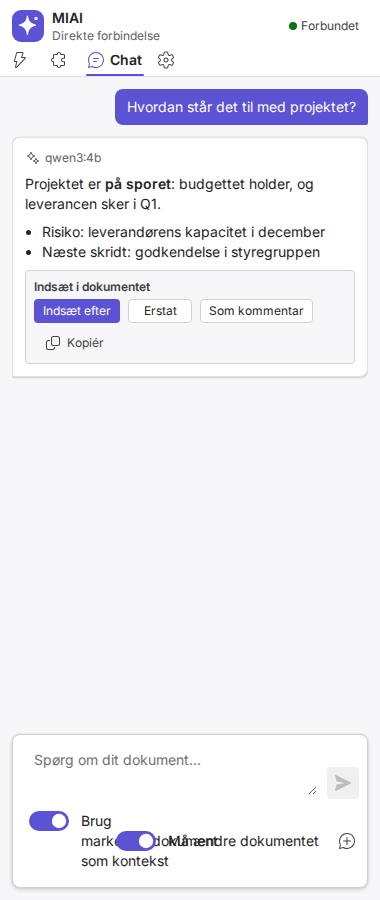 MIAI
Direkte forbindelse
Forbundet
Chat
Hvordan står det til med projektet?
qwen3:4b
Projektet er på sporet: budgettet holder, og
leverancen sker i Q1.
Risiko: leverandørens kapacitet i december
Næste skridt: godkendelse i styregruppen
Indsæt i dokumentet
Indsæt efter
Erstat
Som kommentar
Kopiér
Spørg om dit dokument...
Brug
som kontekst
ændre dokumentet